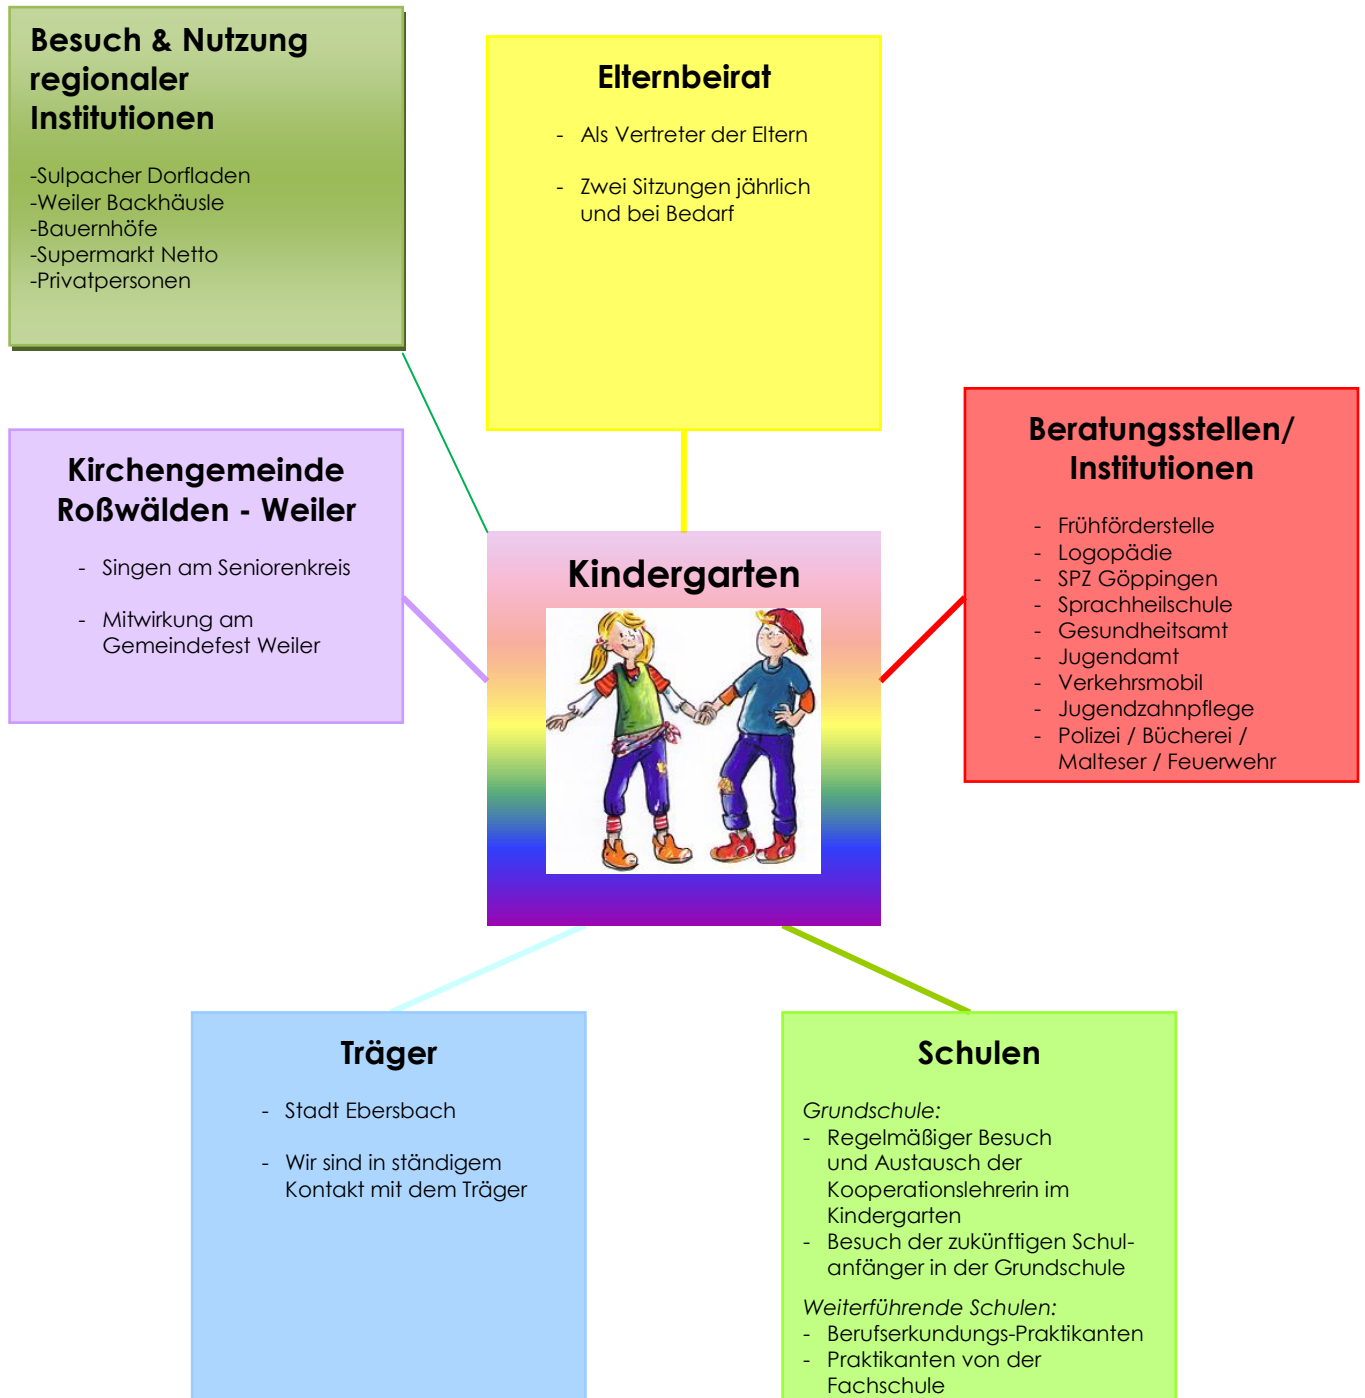 Besuch & Nutzung
regionaler
Institutionen
-Sulpacher Dorfladen
-Weiler Backhäusle
-Bauernhöfe
-Supermarkt Netto
-Privatpersonen
Elternbeirat
- Als Vertreter der Eltern
- Zwei Sitzungen jährlich
und bei Bedarf
Kirchengemeinde
Roßwälden - Weiler
- Singen am Seniorenkreis
- Mitwirkung am
Gemeindefest Weiler
Kindergarten
Beratungsstellen/
Institutionen
- Frühförderstelle
- Logopädie
- SPZ Göppingen
- Sprachheilschule
- Gesundheitsamt
- Jugendamt
- Verkehrsmobil
- Jugendzahnpflege
- Polizei / Bücherei /
Malteser / Feuerwehr
Träger
- Stadt Ebersbach
- Wir sind in ständigem
Kontakt mit dem Träger
Schulen
Grundschule:
- Regelmäßiger Besuch
und Austausch der
Kooperationslehrerin im
Kindergarten
- Besuch der zukünftigen Schul-
anfänger in der Grundschule
Weiterführende Schulen:
- Berufserkundungs-Praktikanten
- Praktikanten von der
Fachschule